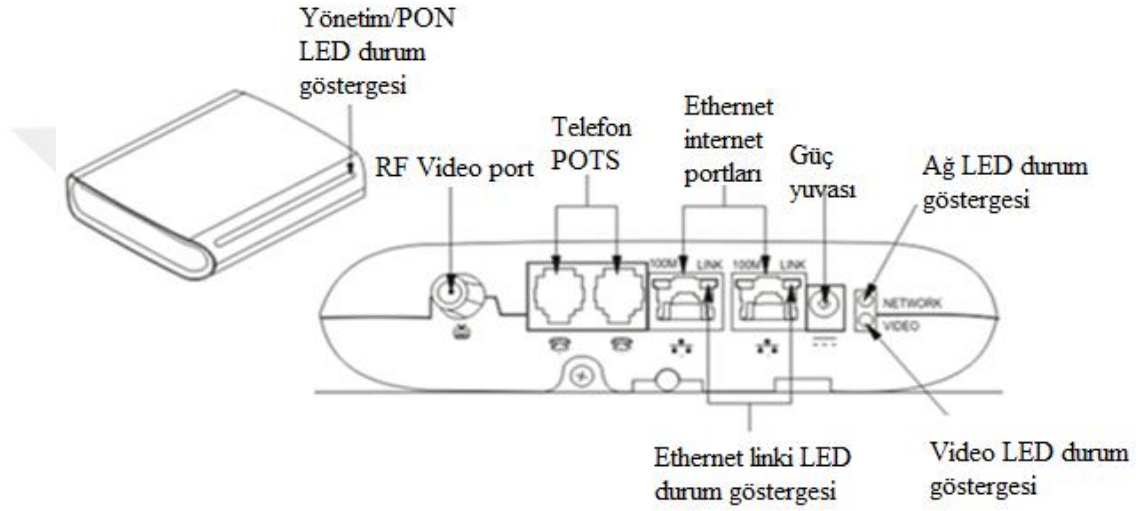 Yönetim/PON
LED durum
göstergesi
RF Video port
Telefon
POTS
Ethernet
internet
portları
Güç
yuvası
Ağ LED durum
göstergesi
100M LINK
100M LINK
NETWORK
VIDEO
Ethernet linki LED
durum göstergesi
Video LED durum
göstergesi